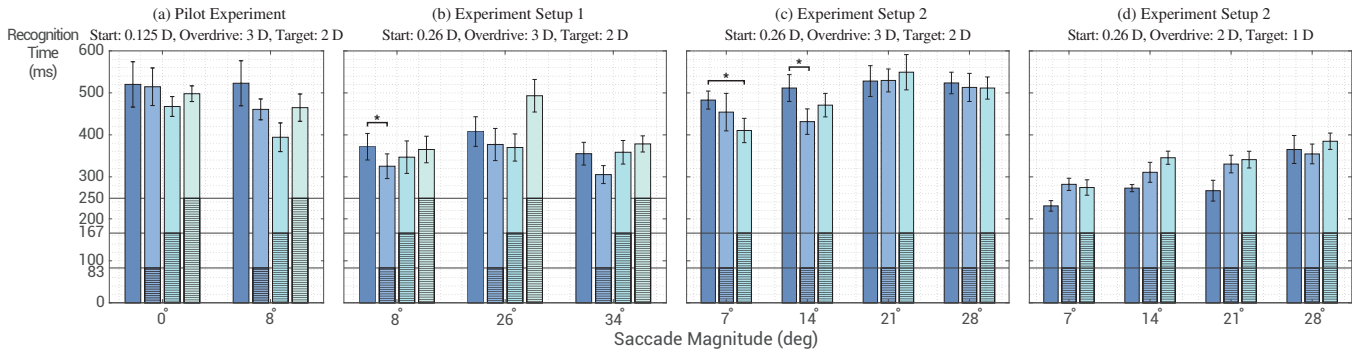 (a) Pilot Experiment
Start: 0.125 D, Overdrive: 3 D, Target: 2 D
(b) Experiment Setup 1
Start: 0.26 D, Overdrive: 3 D, Target: 2 D
(c) Experiment Setup 2
Start: 0.26 D, Overdrive: 3 D, Target: 2 D
(d) Experiment Setup 2
Start: 0.26 D, Overdrive: 2 D, Target: 1 D
Recognition
Time
(ms)
600
500
400
300
250
200
167
100
83
0
*
*
*
0° 8°
8° 26° 34°
7° 14° 21° 28°
7° 14° 21° 28°
Saccade Magnitude (deg)